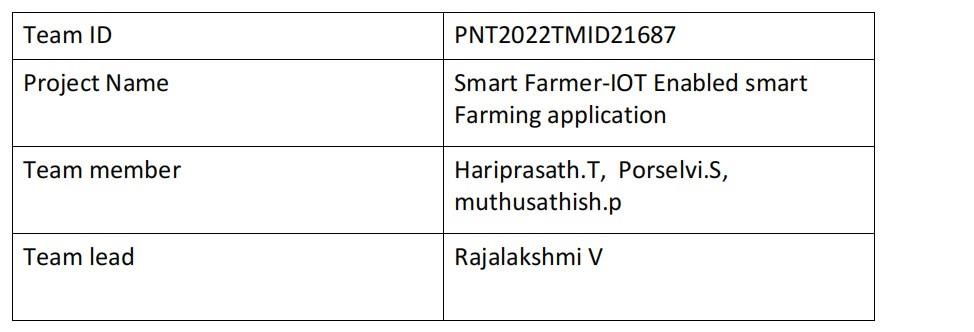 Team ID PNT2022TMID21687
Project Name Smart Farmer-IOT Enabled smart
Farming application
Team member Hariprasath.T,  Porselvi.S,
muthusathish.p
Team lead Rajalakshmi V